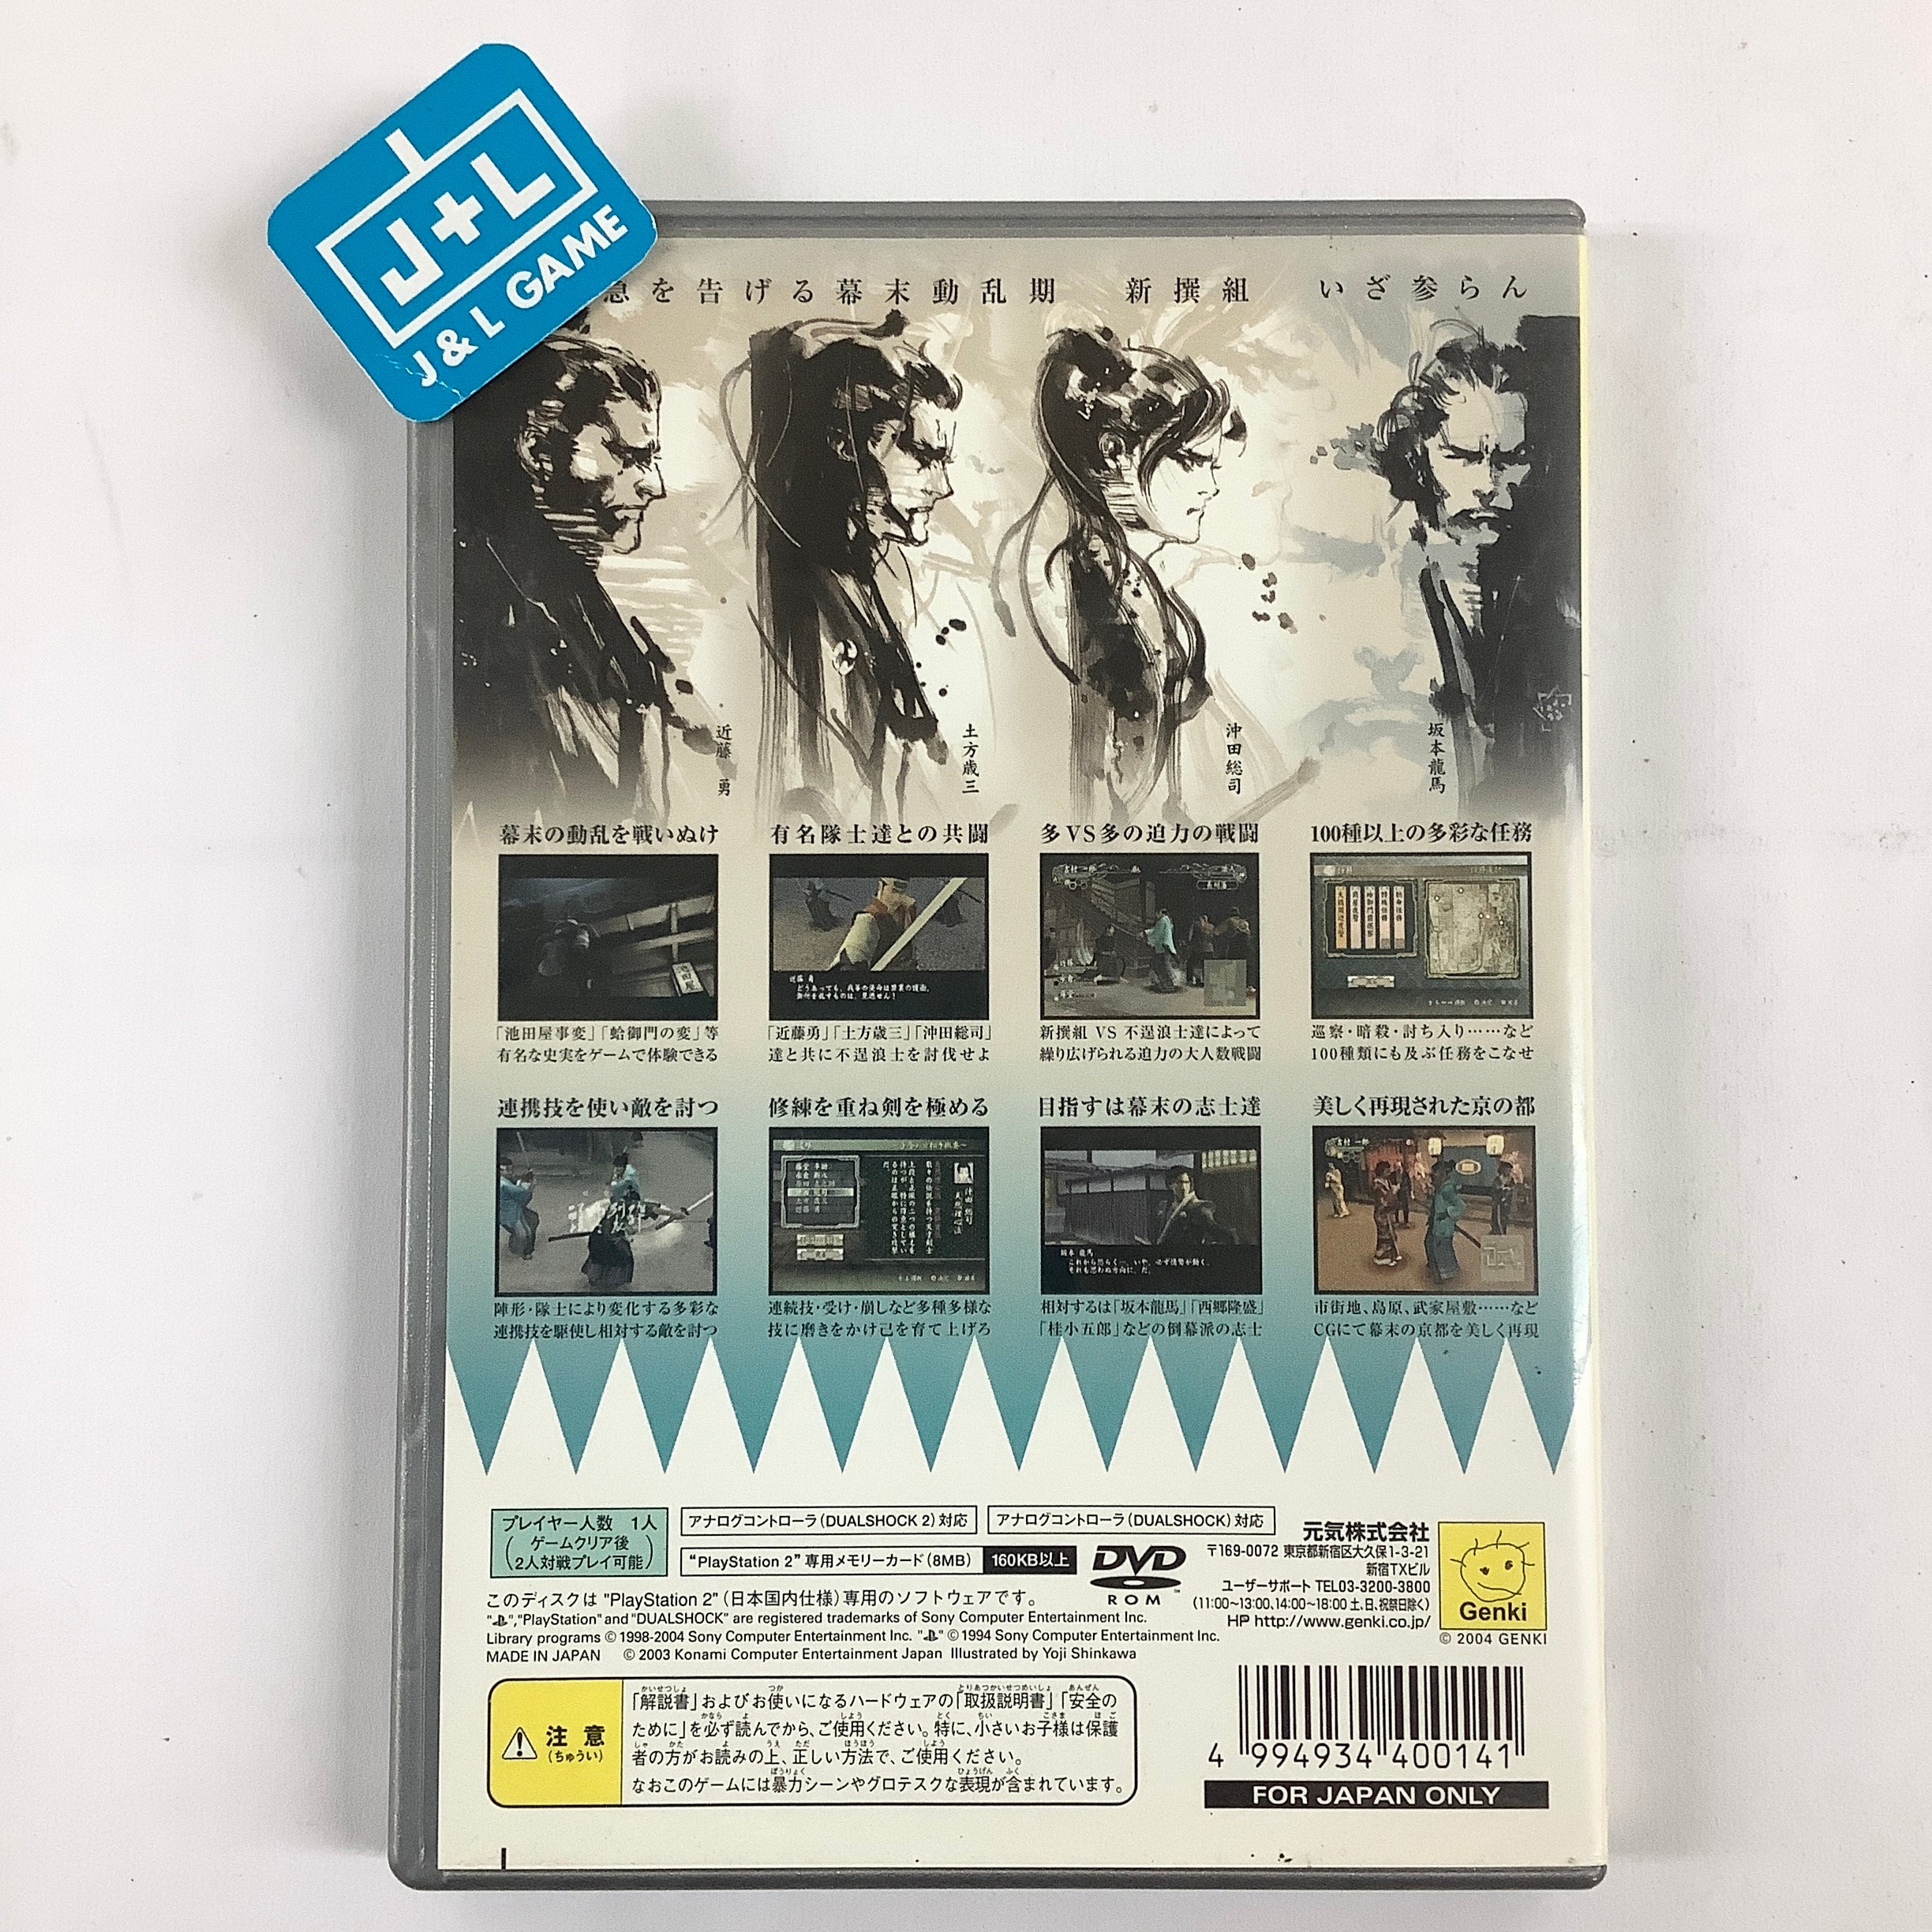 J+L
J & L GAME
急を告げる幕末動乱期 新撰組 いざ参らん
近藤 勇
土方歳三
沖田総司
坂本龍馬
幕末の動乱を戦いぬけ
有名隊士達との共闘
多VS多の迫力の戦闘
100種以上の多彩な任務
池田屋
近藤 勇
「池田屋事変」「蛤御門の変」等
有名な史実をゲームで体験できる
「近藤勇」「土方歳三」「沖田総司」
達と共に不逞浪士を討伐せよ
新撰組 VS 不逞浪士達によって
繰り広げられる迫力の大人数戦闘
巡察・暗殺・討ち入り……など
100種類にも及ぶ任務をこなせ
連携技を使い敵を討つ
修練を重ね剣を極める
目指すは幕末の志士達
美しく再現された京の都
陣形・隊士により変化する多彩な
連携技を駆使し相対する敵を討つ
連続技・受け・崩しなど多種多様な
技に磨きをかけ己を育て上げろ
相対するは「坂本龍馬」「西郷隆盛」
「桂小五郎」などの倒幕派の志士
市街地、島原、武家屋敷……など
CGにて幕末の京都を美しく再現
プレイヤー人数 1人
(ゲームクリア後
2人対戦プレイ可能)
アナログコントローラ(DUALSHOCK 2)対応
アナログコントローラ(DUALSHOCK)対応
"PlayStation 2"専用メモリーカード(8MB) 160KB以上
DVD
ROM
元気株式会社
〒169-0072 東京都新宿区大久保1-3-21
新宿TXビル
ユーザーサポート TEL03-3200-3800
(11:00~13:00、14:00~18:00 土、日、祝祭日除く)
HP http://www.genki.co.jp/
Genki
© 2004 GENKI
このディスクは "PlayStation 2"(日本国内仕様)専用のソフトウェアです。
" ","PlayStation"and"DUALSHOCK" are registered trademarks of Sony Computer Entertainment Inc.
Library programs ©1998-2004 Sony Computer Entertainment Inc. " " ©1994 Sony Computer Entertainment Inc.
MADE IN JAPAN © 2003 Konami Computer Entertainment Japan Illustrated by Yoji Shinkawa
注意
(ちゅうい)
「解説書」およびお使いになるハードウェアの「取扱説明書」「安全の
ために」を必ず読んでから、ご使用ください。特に、小さいお子様は保護
者の方がお読みの上、正しい方法で、ご使用ください。
なおこのゲームには暴力シーンやグロテスクな表現が含まれています。
4 994934 400141
FOR JAPAN ONLY